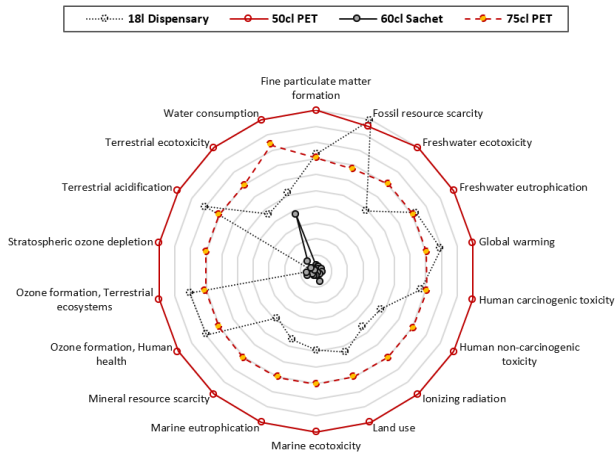 18l Dispensary 50cl PET 60cl Sachet 75cl PET
Fine particulate matter
formation
Fossil resource scarcity
Freshwater ecotoxicity
Freshwater eutrophication
Global warming
Human carcinogenic toxicity
Human non-carcinogenic
toxicity
Ionizing radiation
Land use
Marine ecotoxicity
Marine eutrophication
Mineral resource scarcity
Ozone formation, Human
health
Ozone formation, Terrestrial
ecosystems
Stratospheric ozone depletion
Terrestrial acidification
Terrestrial ecotoxicity
Water consumption